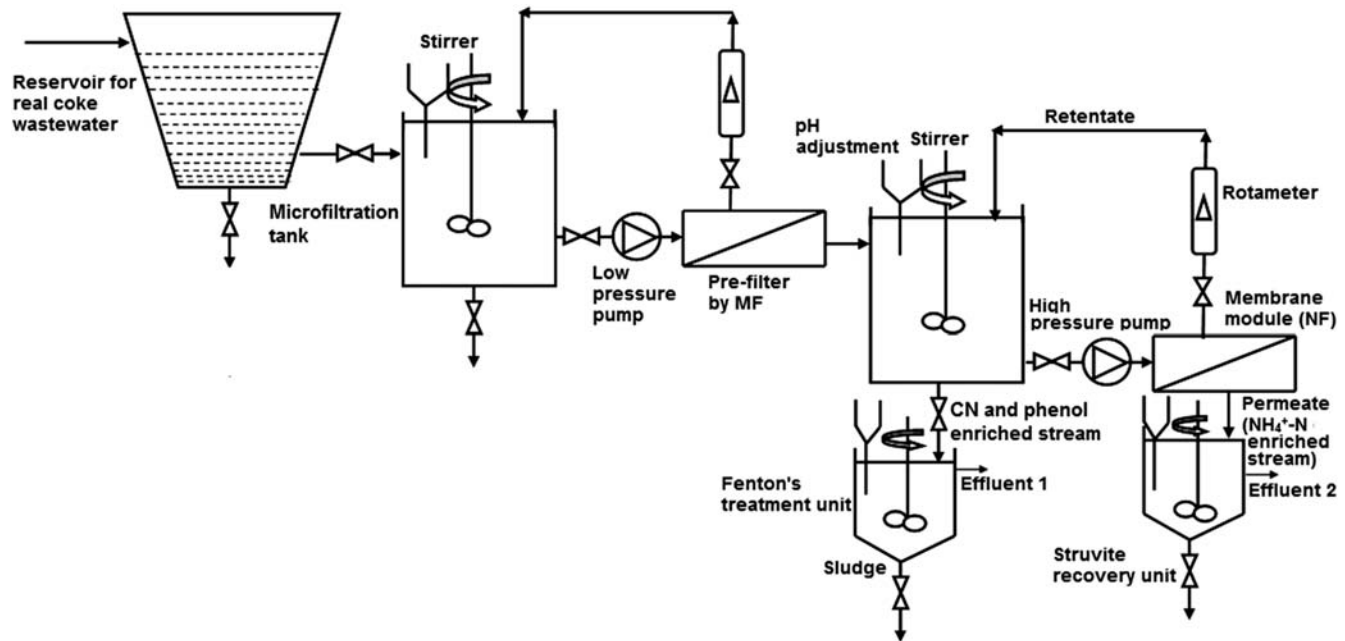 Reservoir for
real coke
wastewater
Stirrer
Microfiltration
tank
Low
pressure
pump
Pre-filter
by MF
pH
adjustment
Stirrer
Retentate
Rotameter
High
pressure pump
Membrane
module (NF)
CN and phenol
enriched stream
Permeate
(NH₄⁺-N
enriched
stream)
Fenton's
treatment unit
Effluent 1
Effluent 2
Sludge
Struvite
recovery unit